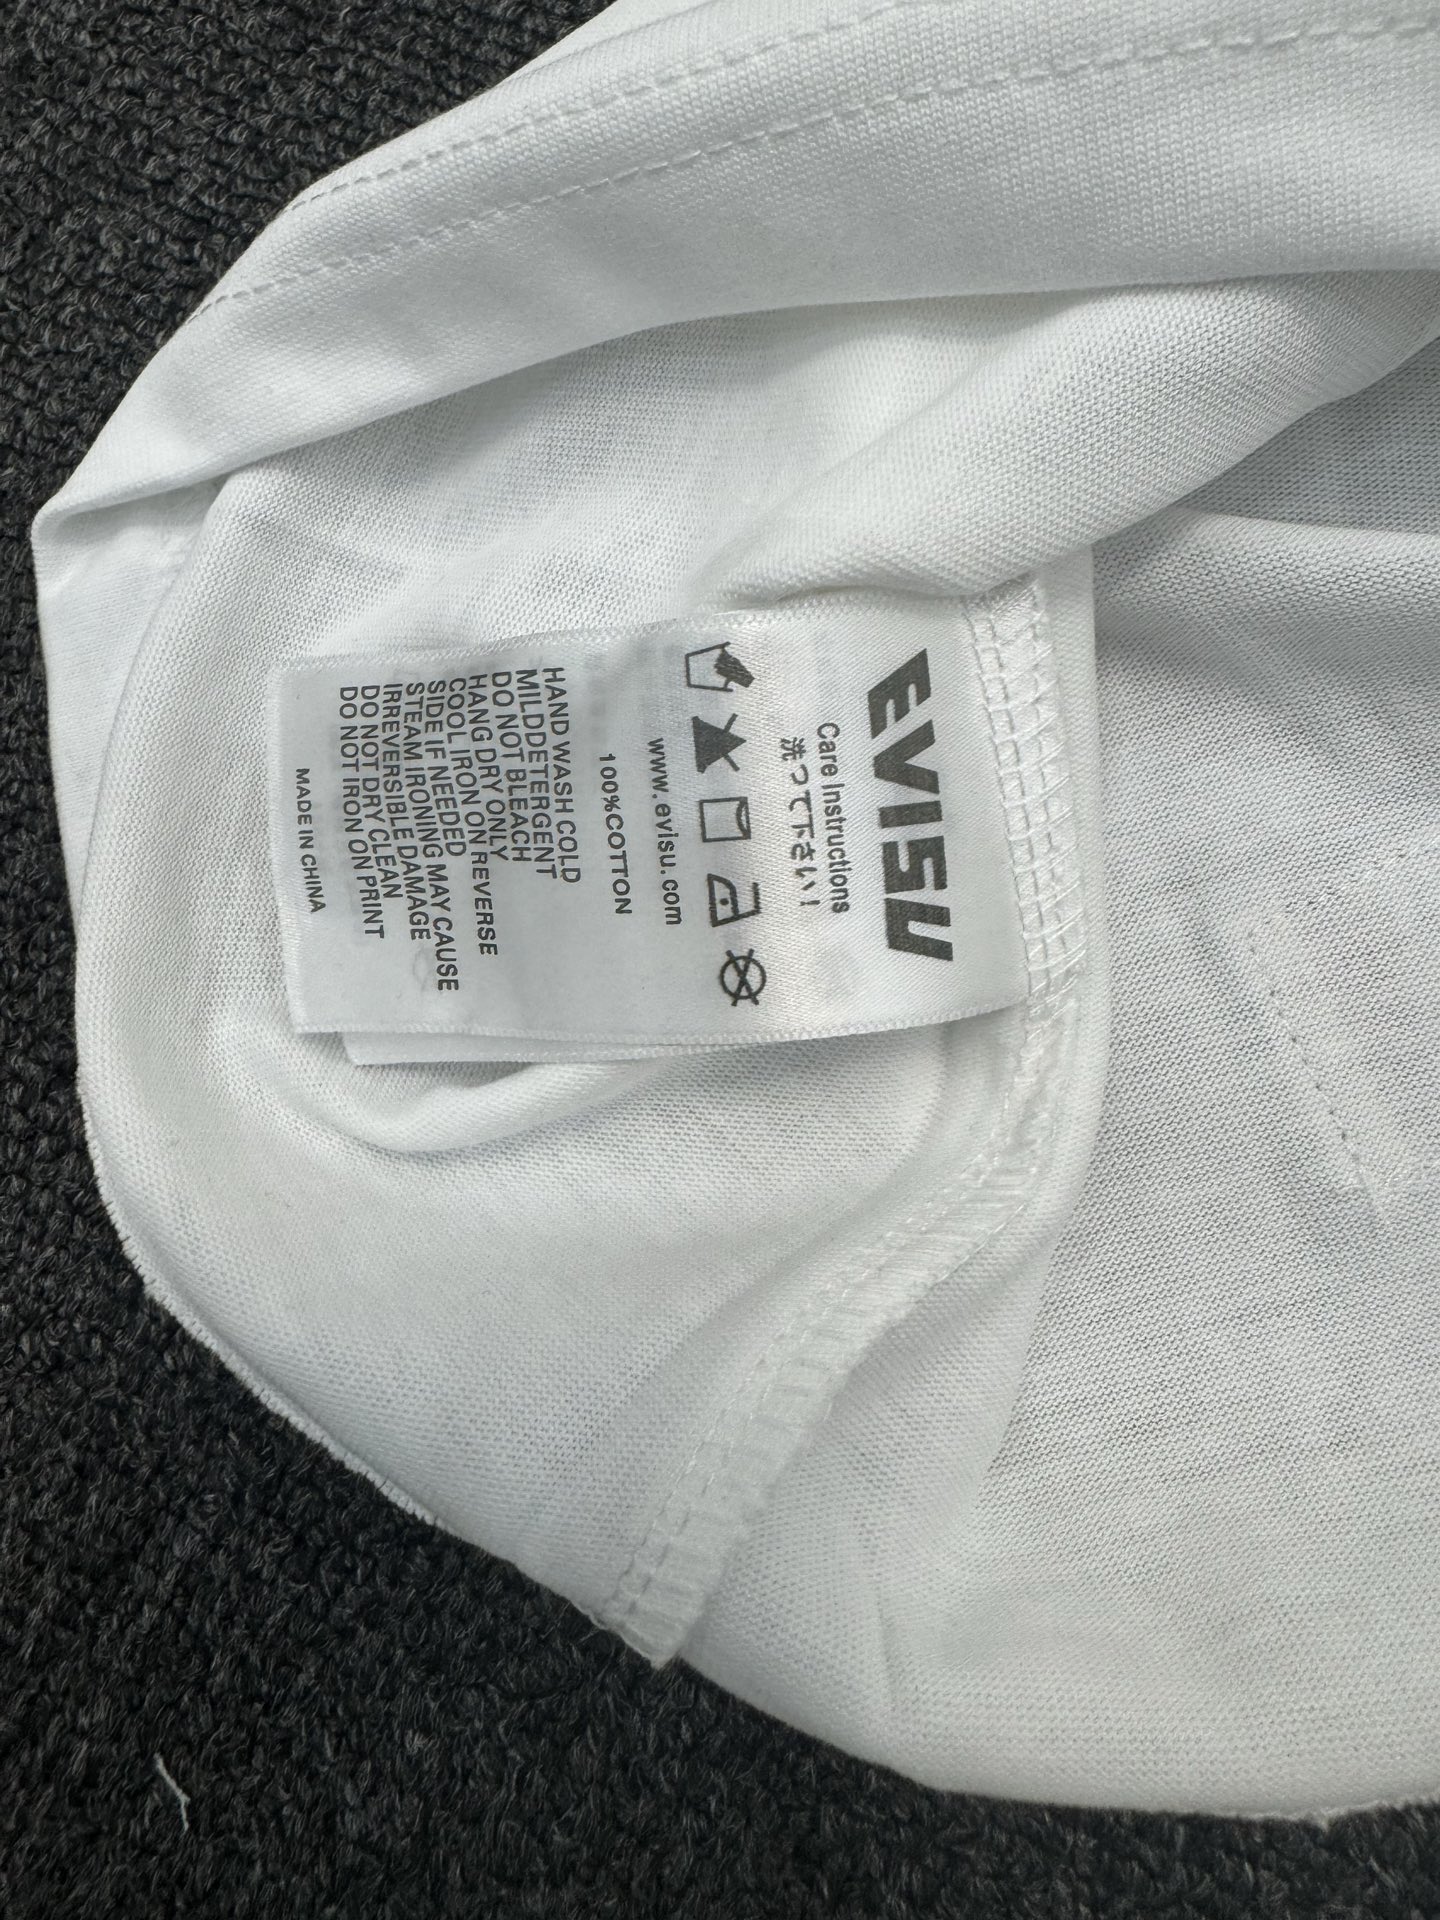 EVISU
Care Instructions
洗って下さい!
www.evisu.com
100%COTTON
HAND WASH COLD
MILDDETERGENT
DO NOT BLEACH
HANG DRY ONLY
COOL IRON ON REVERSE
SIDE IF NEEDED
STEAM IRONING MAY CAUSE
IRREVERSIBLE DAMAGE
DO NOT DRY CLEAN
DO NOT IRON ON PRINT
MADE IN CHINA